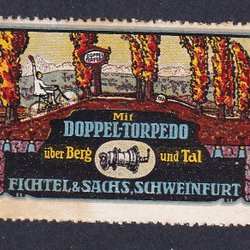 Mit
DOPPEL-TORPEDO
über Berg und Tal
FICHTEL & SACHS, SCHWEINFURT